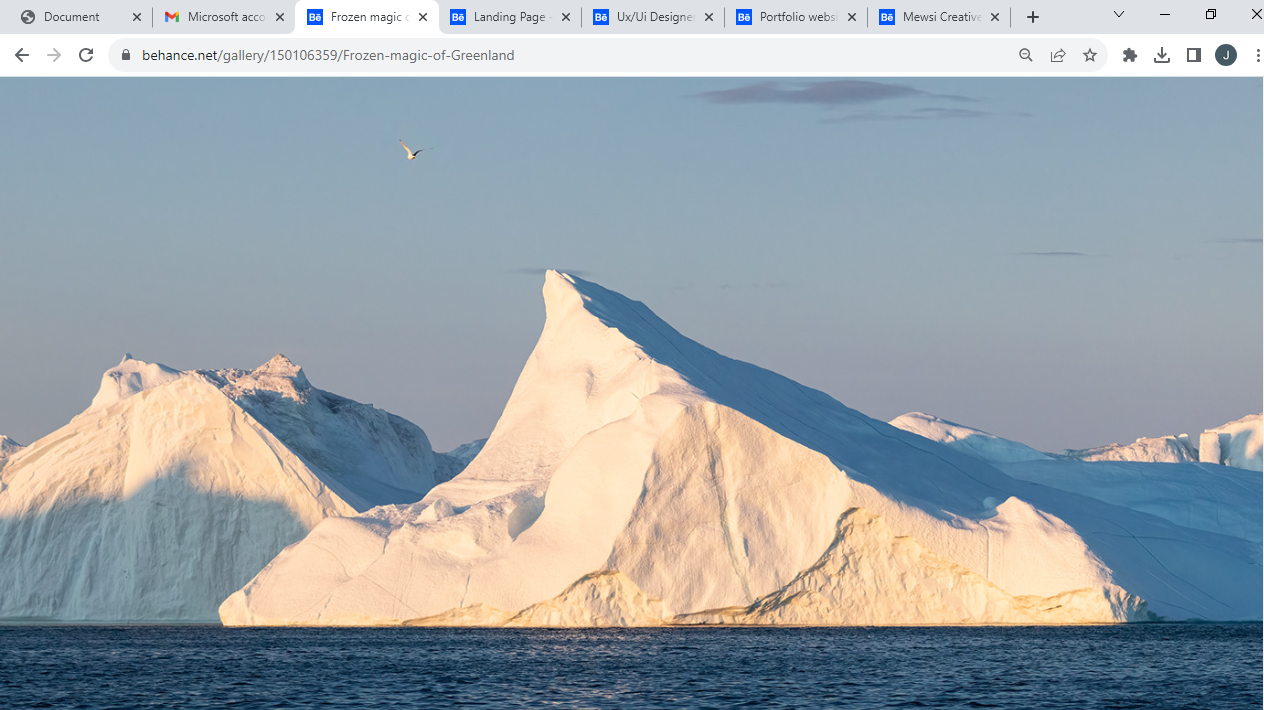 Document
Microsoft acco
Bē Frozen magic o
Bē Landing Page -
Bē Ux/Ui Designer
Bē Portfolio websi
Bē Mewsi Creative
behance.net/gallery/150106359/Frozen-magic-of-Greenland
J